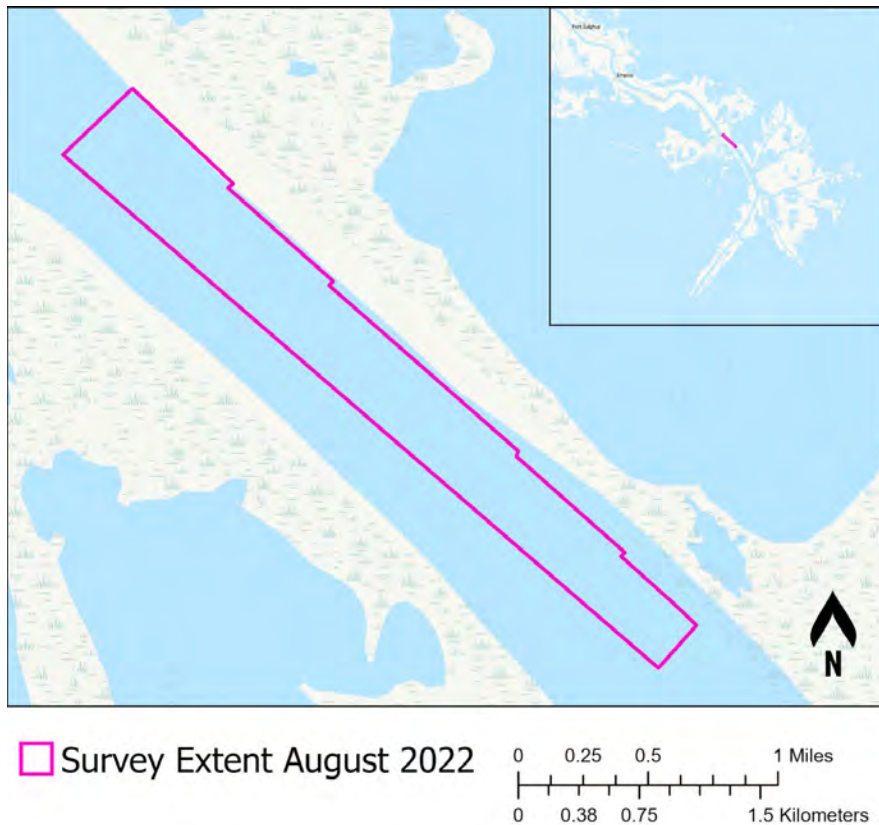 Port Sulphur
Empire
N
Survey Extent August 2022
0 0.25 0.5 1 Miles
0 0.38 0.75 1.5 Kilometers